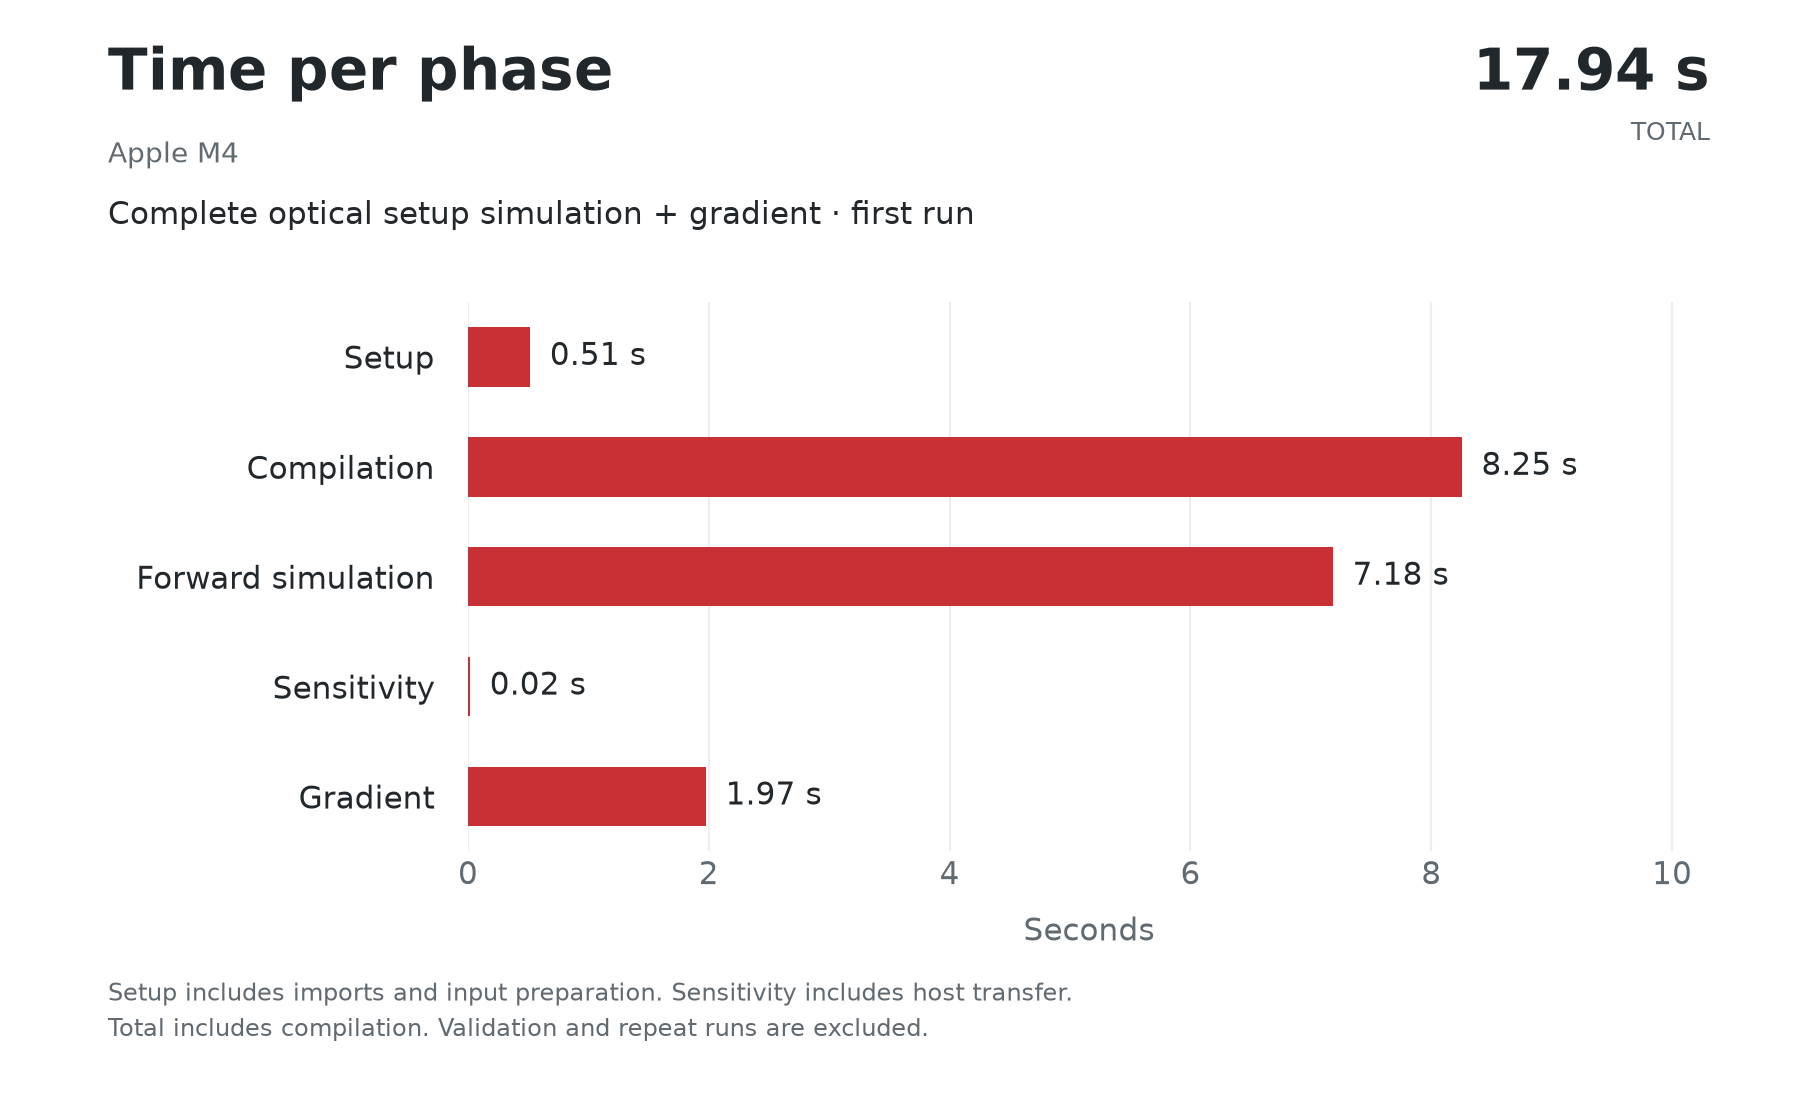 Time per phase
17.94 s
TOTAL
Apple M4
Complete optical setup simulation + gradient · first run
Setup
0.51 s
Compilation
8.25 s
Forward simulation
7.18 s
Sensitivity
0.02 s
Gradient
1.97 s
0 2 4 6 8 10
Seconds
Setup includes imports and input preparation. Sensitivity includes host transfer.
Total includes compilation. Validation and repeat runs are excluded.